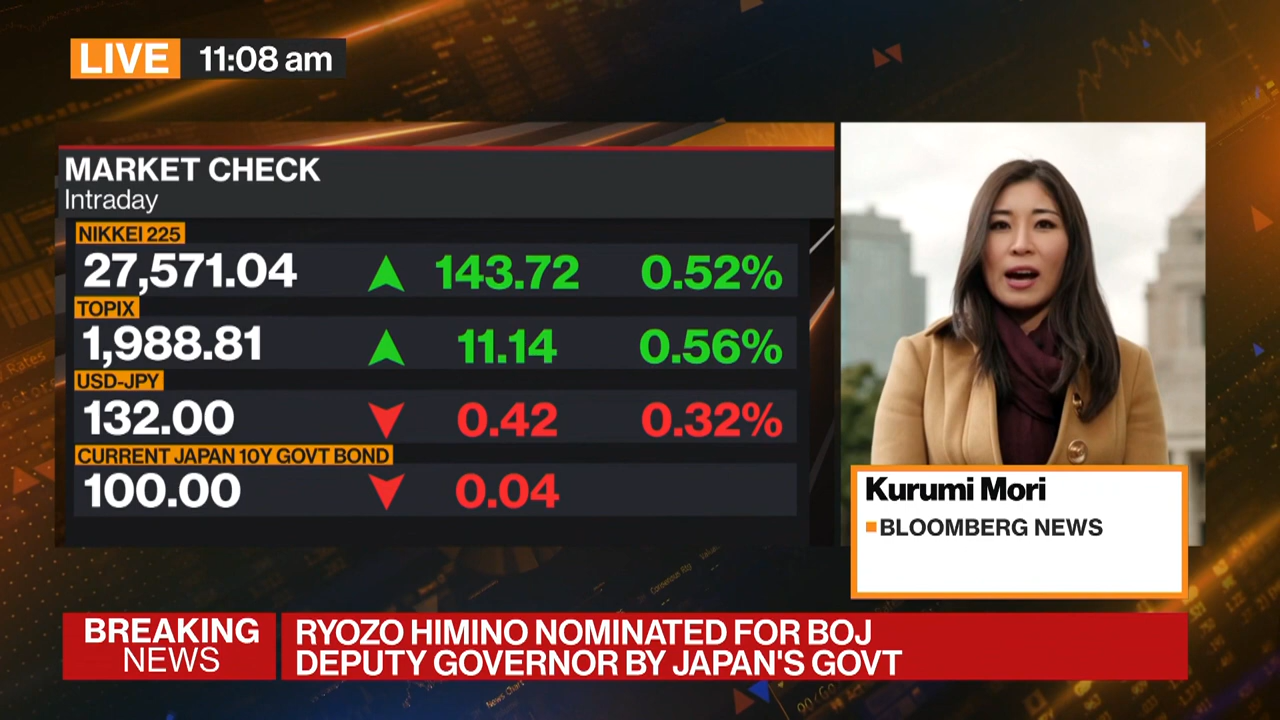 LIVE 11:08 am
MARKET CHECK
Intraday
NIKKEI 225
27,571.04 143.72 0.52%
TOPIX
1,988.81 11.14 0.56%
USD-JPY
132.00 0.42 0.32%
CURRENT JAPAN 10Y GOVT BOND
100.00 0.04
Kurumi Mori
BLOOMBERG NEWS
BREAKING
NEWS
RYOZO HIMINO NOMINATED FOR BOJ
DEPUTY GOVERNOR BY JAPAN'S GOVT